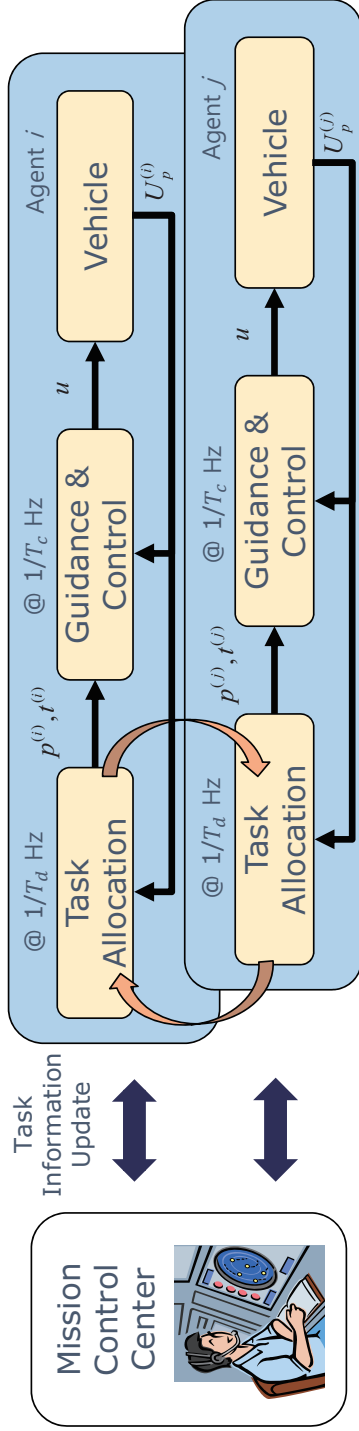 Mission
Control
Center
Task
Information
Update
Agent i
@ 1/T_d Hz
@ 1/T_c Hz
Task
Allocation
p^(i), t^(i)
Guidance &
Control
u
Vehicle
U_p^(i)
Agent j
@ 1/T_d Hz
@ 1/T_c Hz
Task
Allocation
p^(j), t^(j)
Guidance &
Control
u
Vehicle
U_p^(j)